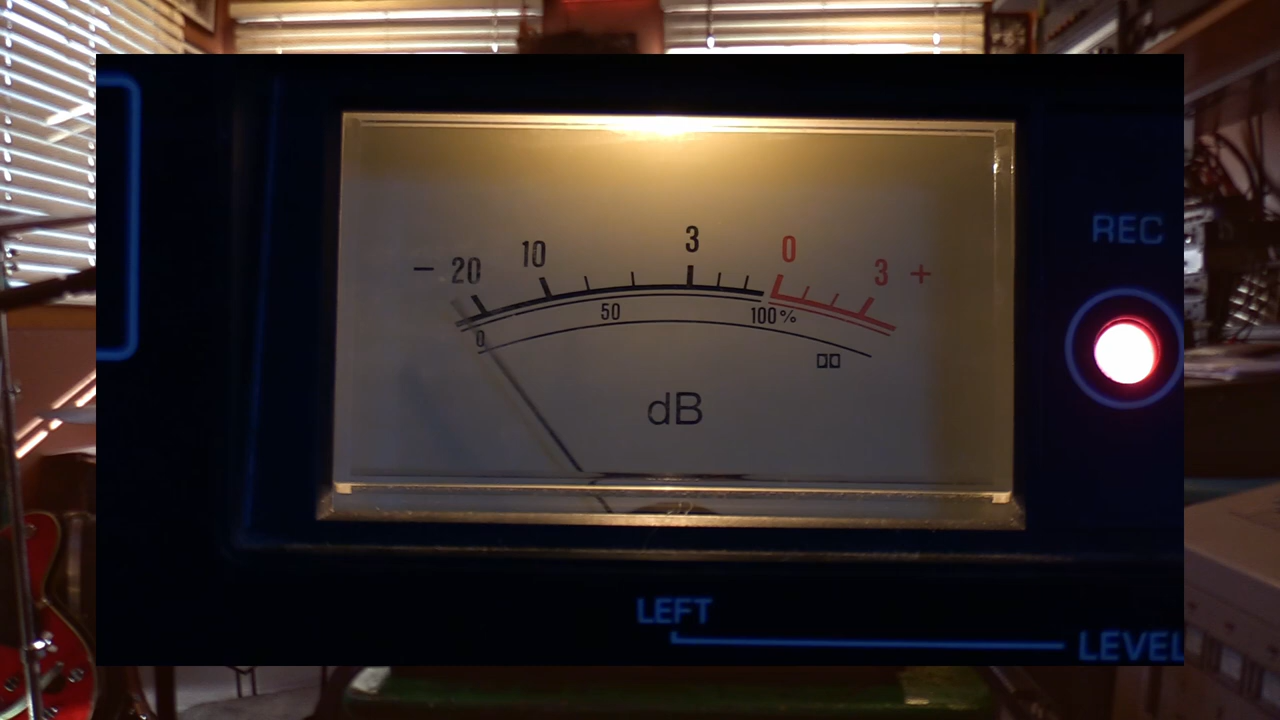 REC
− 20 10 3 0 3 +
0 50 100%
dB
LEFT
LEVEL